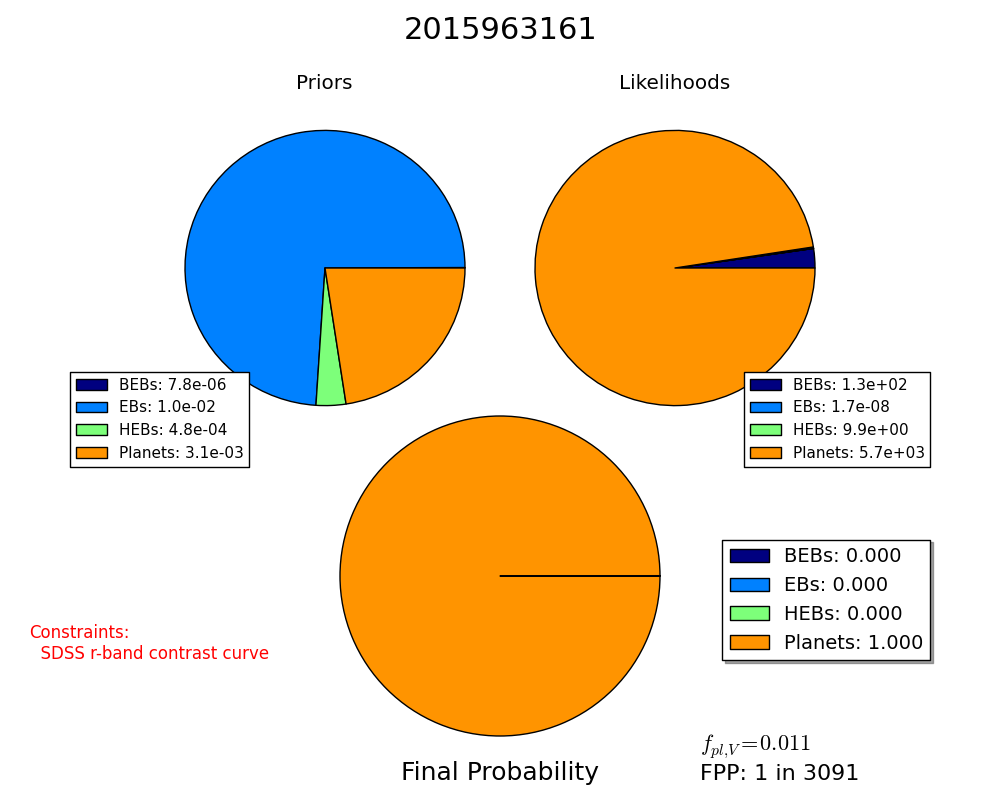 2015963161
Priors
Likelihoods
BEBs: 7.8e-06
EBs: 1.0e-02
HEBs: 4.8e-04
Planets: 3.1e-03
BEBs: 1.3e+02
EBs: 1.7e-08
HEBs: 9.9e+00
Planets: 5.7e+03
BEBs: 0.000
EBs: 0.000
HEBs: 0.000
Planets: 1.000
Constraints:
SDSS r-band contrast curve
f_{pl,V}=0.011
Final Probability
FPP: 1 in 3091